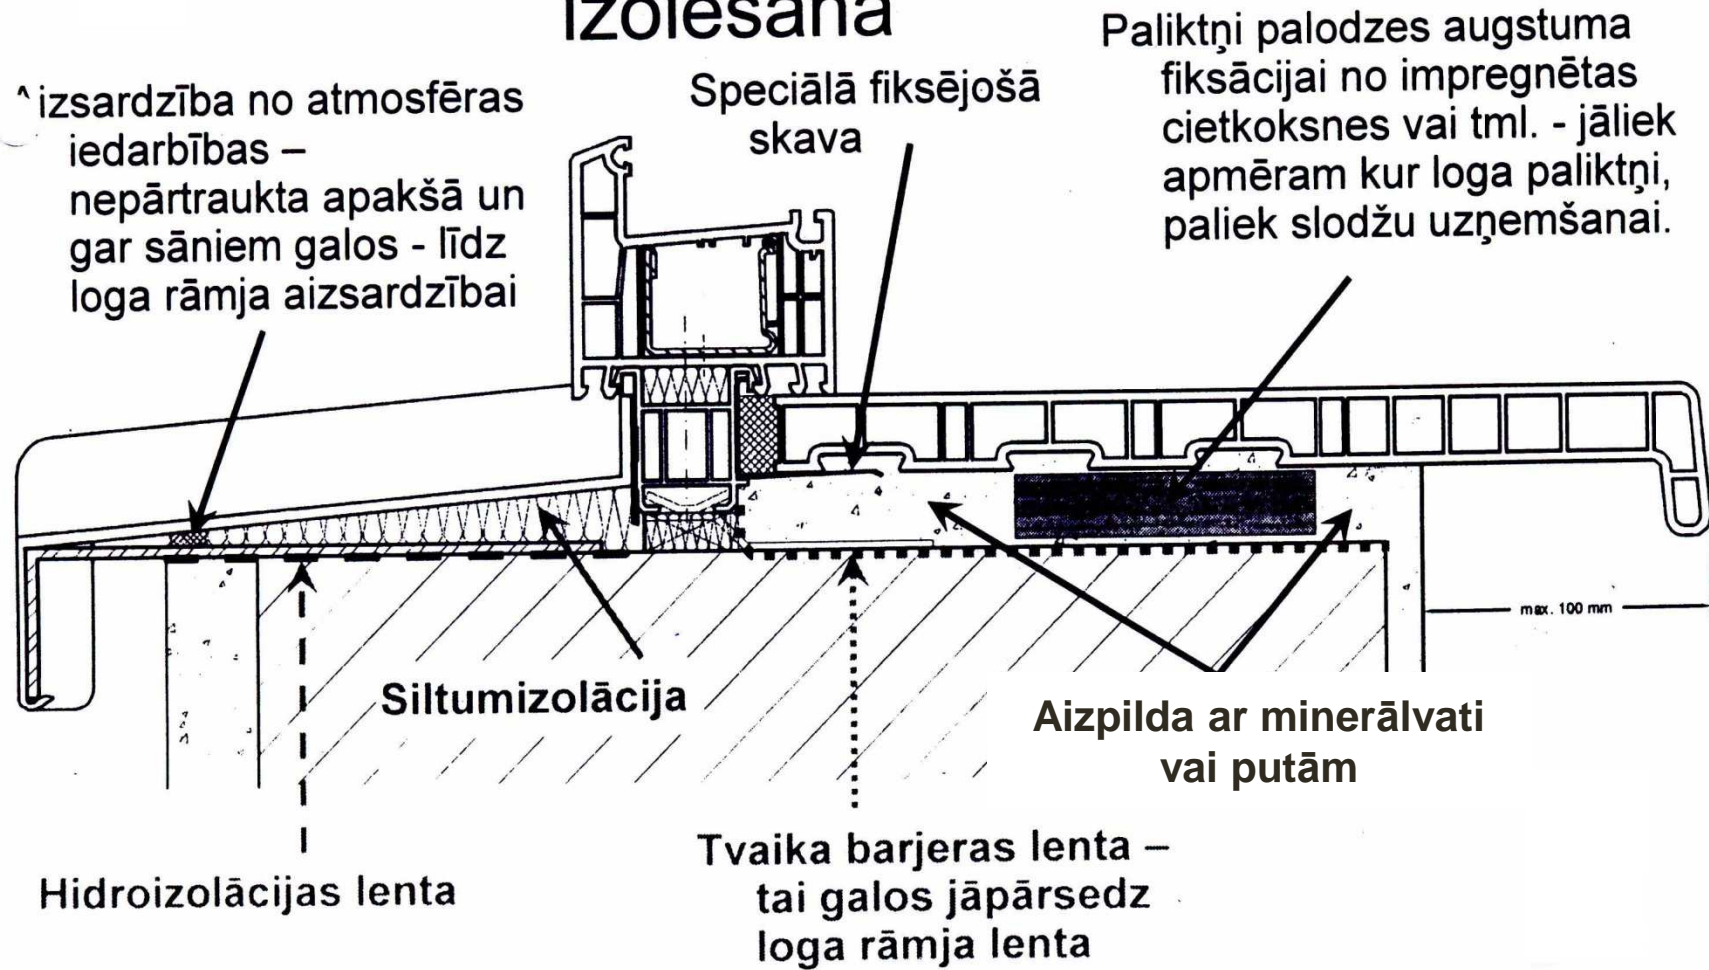 izolēšana
izsardzība no atmosfēras
iedarbības –
nepārtraukta apakšā un
gar sāniem galos - līdz
loga rāmja aizsardzībai
Speciālā fiksējošā
skava
Paliktņi palodzes augstuma
fiksācijai no impregnētas
cietkoksnes vai tml. - jāliek
apmēram kur loga paliktņi,
paliek slodžu uzņemšanai.
max. 100 mm
Siltumizolācija
Aizpilda ar minerālvati
vai putām
Hidroizolācijas lenta
Tvaika barjeras lenta –
tai galos jāpārsedz
loga rāmja lenta